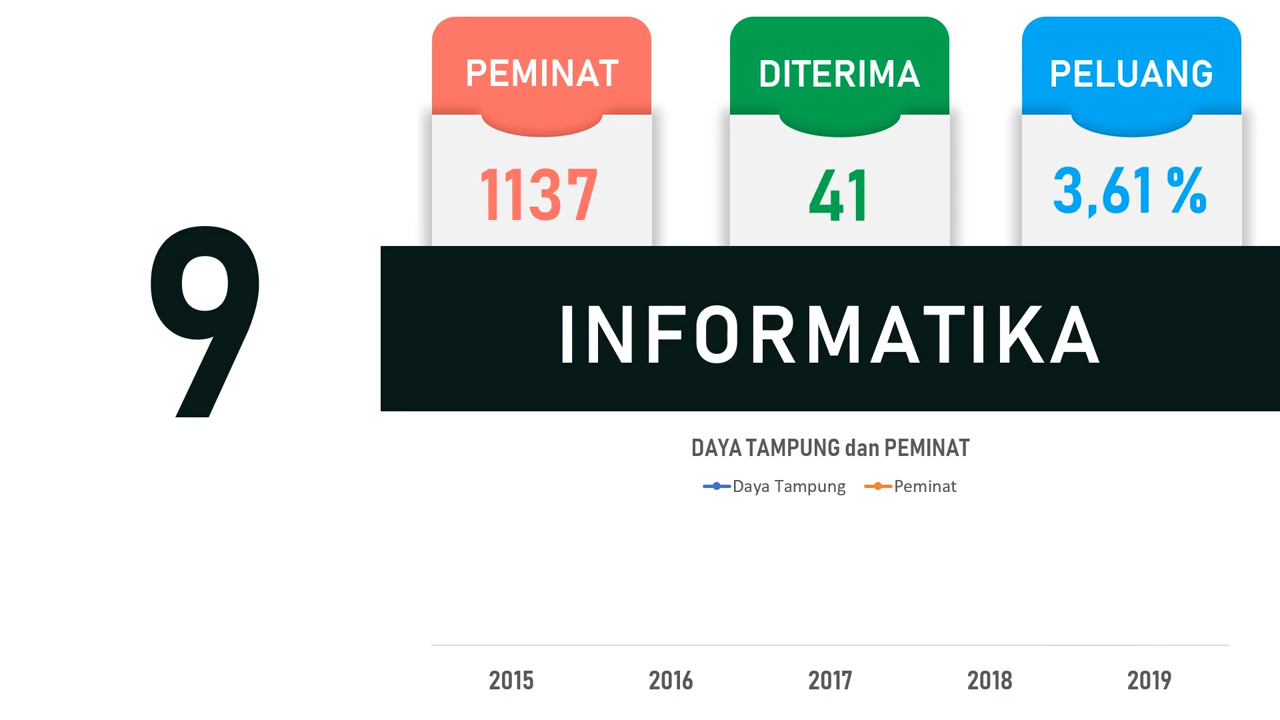 PEMINAT
DITERIMA
PELUANG
1137
41
3,61 %
9
INFORMATIKA
DAYA TAMPUNG dan PEMINAT
Daya Tampung Peminat
2015 2016 2017 2018 2019